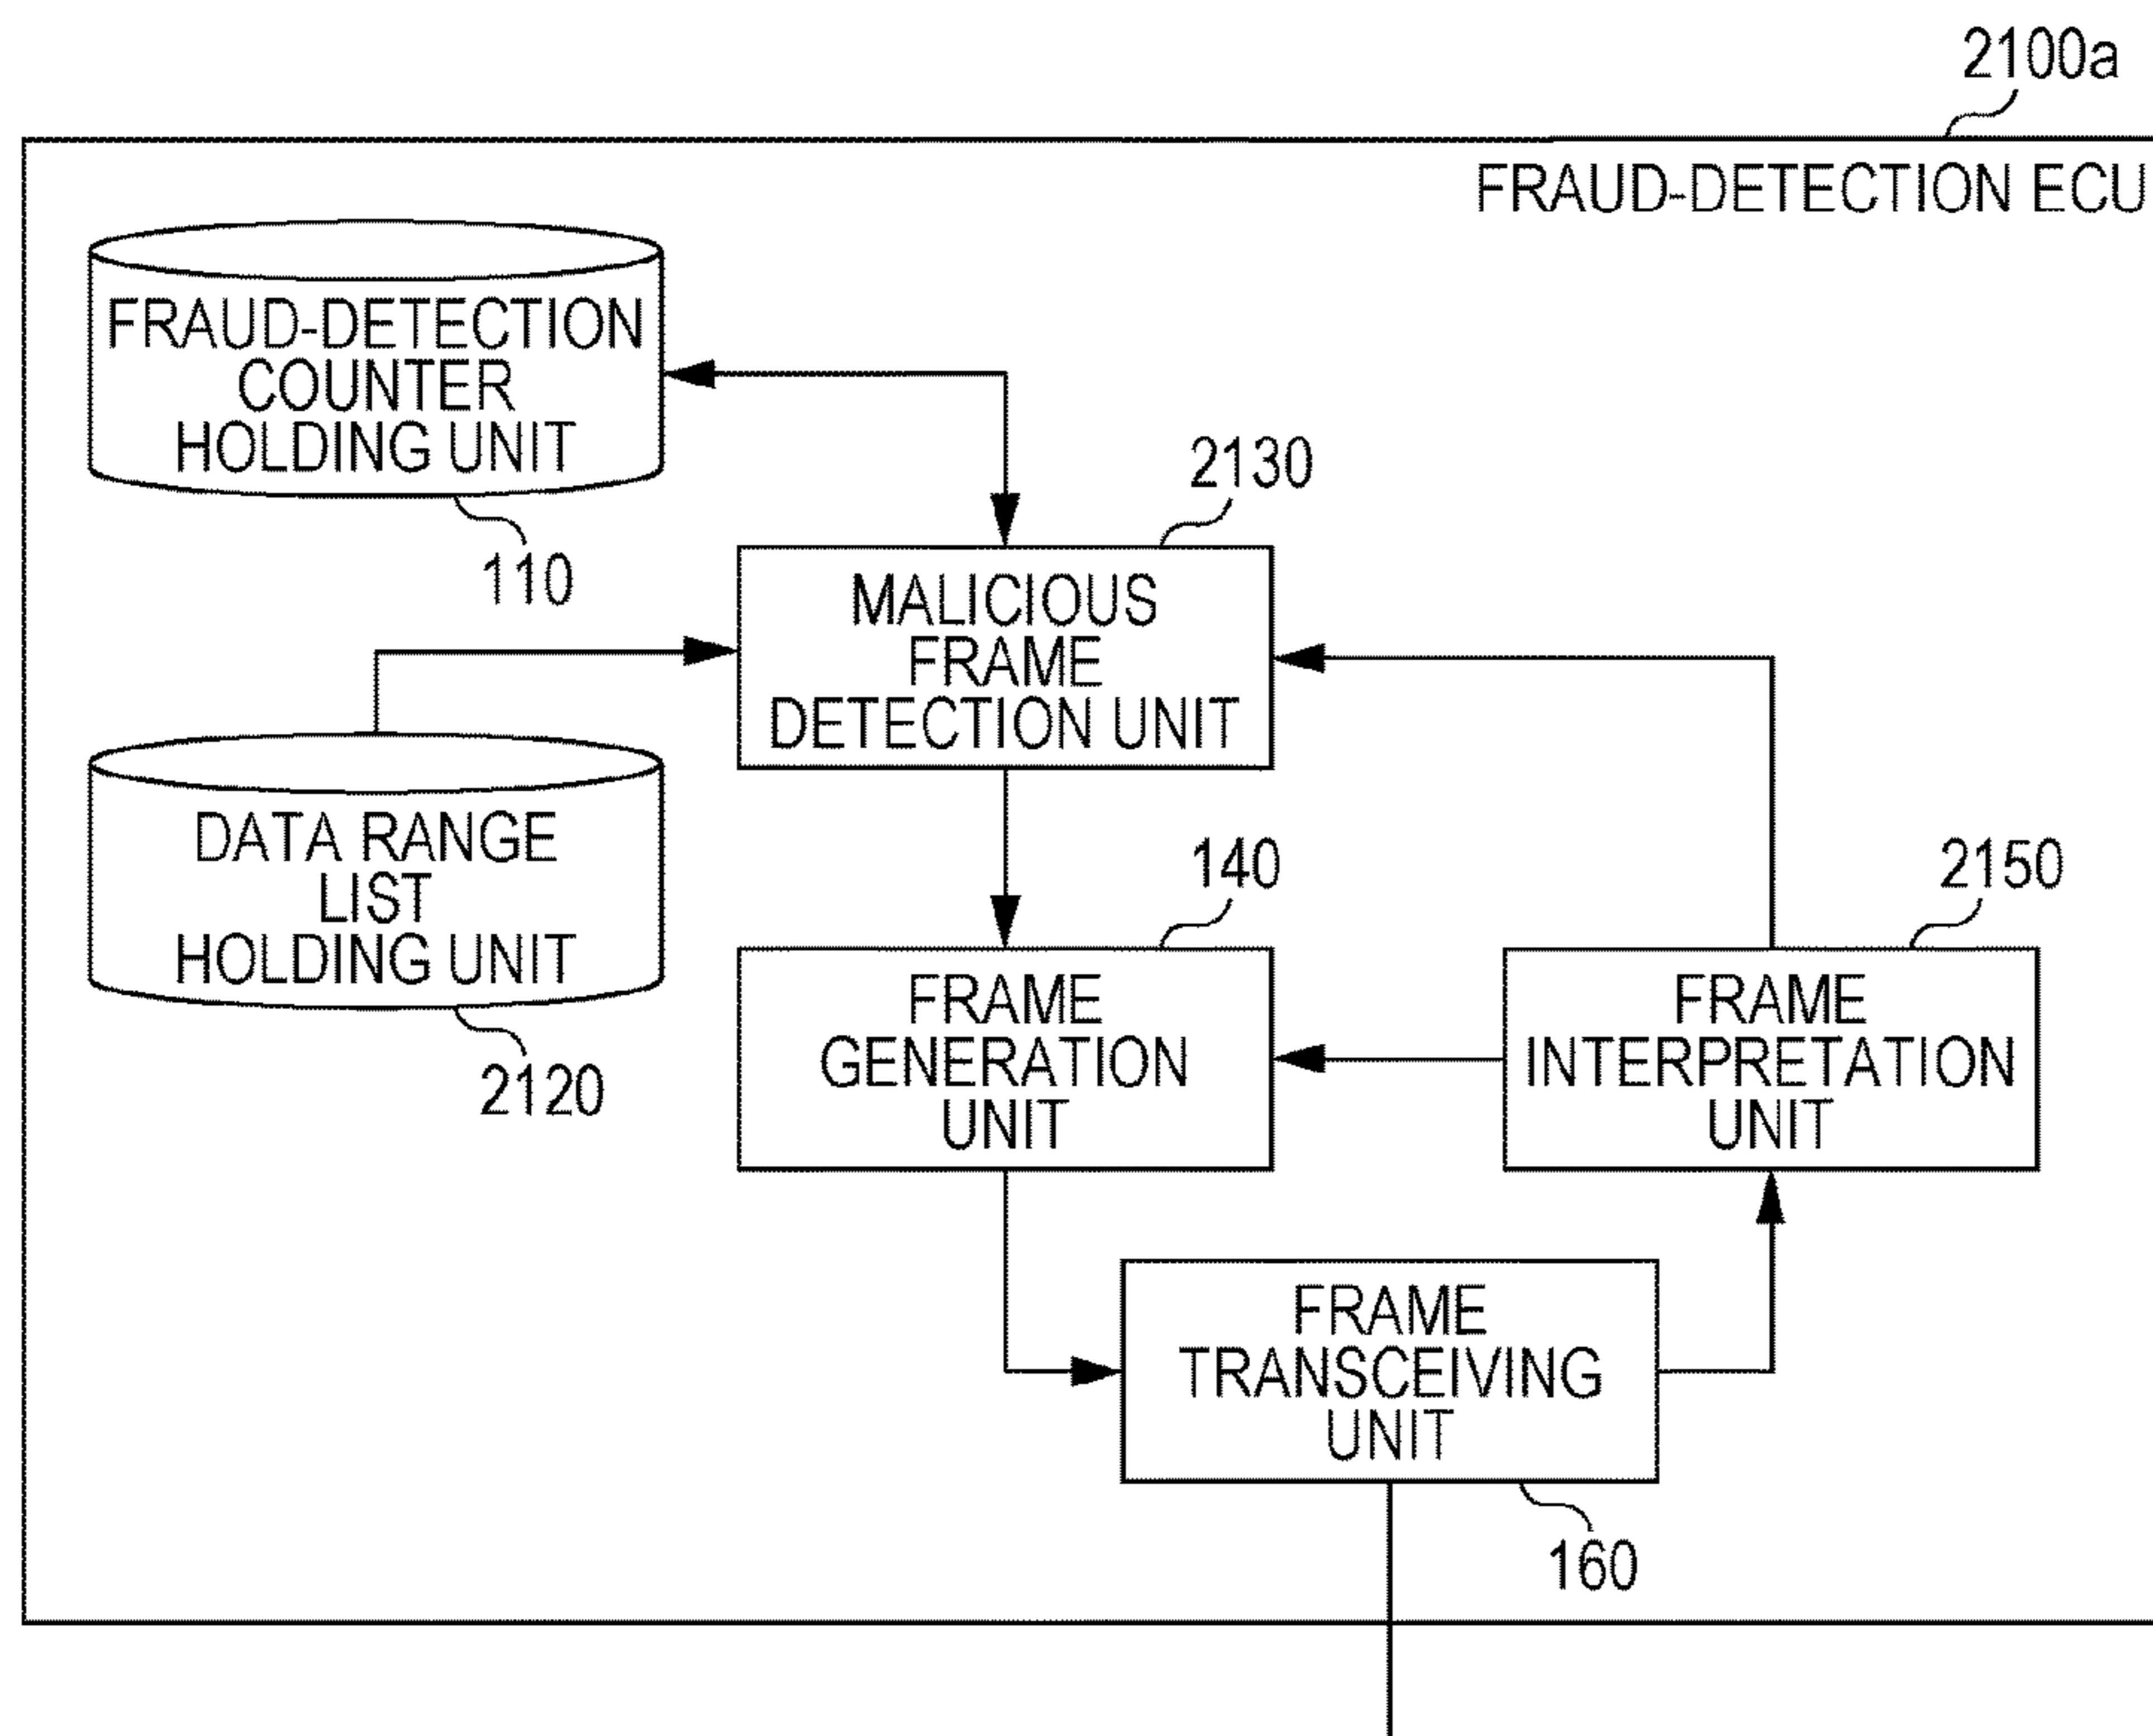 2100a
FRAUD-DETECTION ECU
FRAUD-DETECTION
COUNTER
HOLDING UNIT
110
2130
MALICIOUS
FRAME
DETECTION UNIT
DATA RANGE
LIST
HOLDING UNIT
2120
140
FRAME
GENERATION
UNIT
2150
FRAME
INTERPRETATION
UNIT
FRAME
TRANSCEIVING
UNIT
160